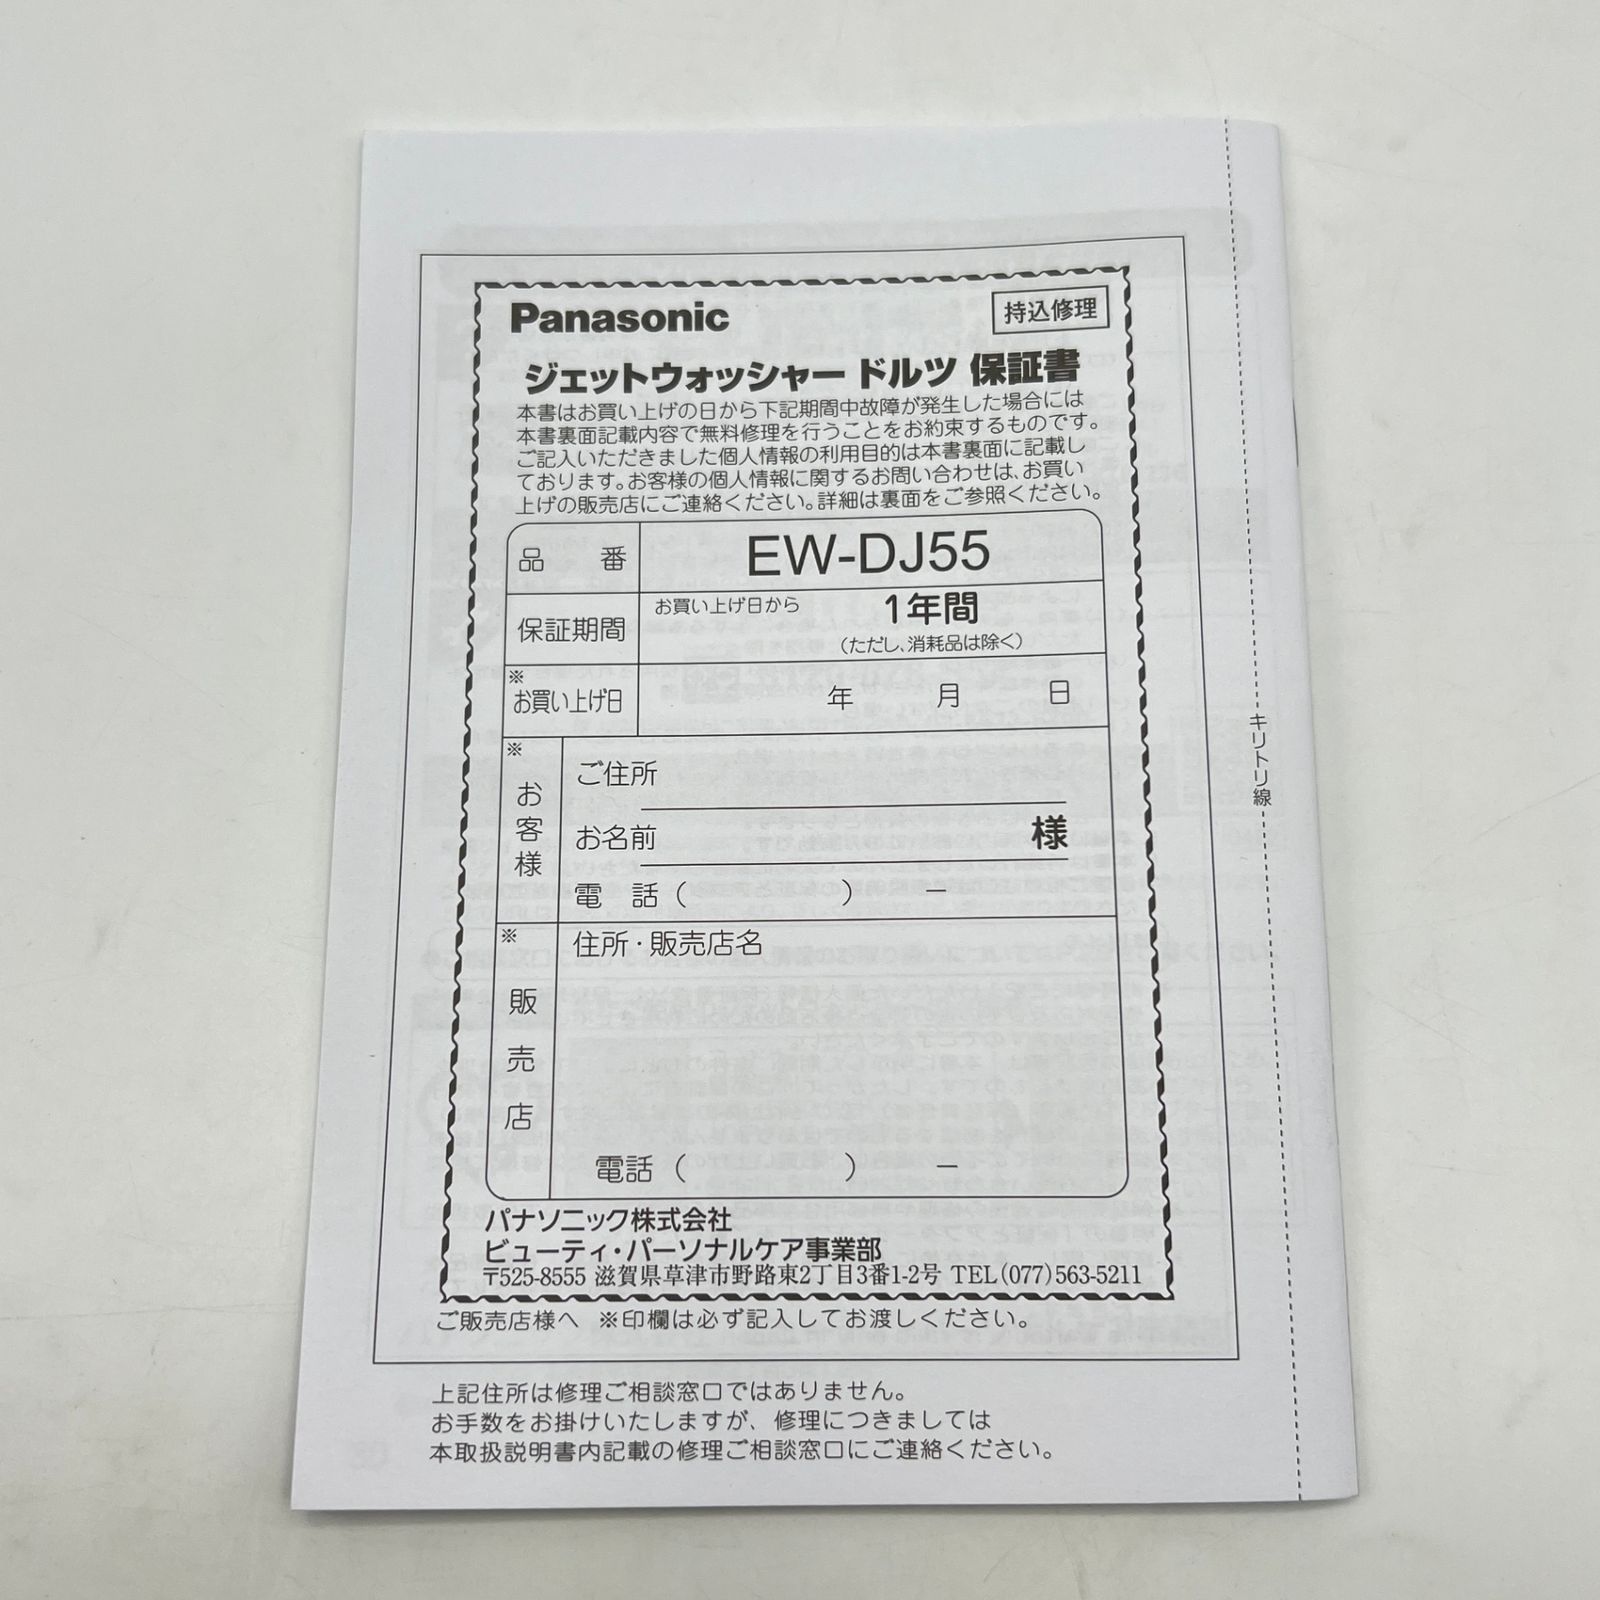 Panasonic
持込修理
ジェットウォッシャー ドルツ 保証書
本書はお買い上げの日から下記期間中故障が発生した場合には
本書裏面記載内容で無料修理を行うことをお約束するものです。
ご記入いただきました個人情報の利用目的は本書裏面に記載し
ております。お客様の個人情報に関するお問い合わせは、お買い
上げの販売店にご連絡ください。詳細は裏面をご参照ください。
品 番 EW-DJ55
保証期間 お買い上げ日から 1年間
(ただし、消耗品は除く)
※お買い上げ日 年 月 日
※お客様
ご住所
お名前 様
電 話( ) ―
※販売店
住所・販売店名
電話( ) ―
パナソニック株式会社
ビューティ・パーソナルケア事業部
〒525-8555 滋賀県草津市野路東2丁目3番1-2号 TEL(077)563-5211
ご販売店様へ ※印欄は必ず記入してお渡しください。
上記住所は修理ご相談窓口ではありません。
お手数をお掛けいたしますが、修理につきましては
本取扱説明書内記載の修理ご相談窓口にご連絡ください。
キリトリ線